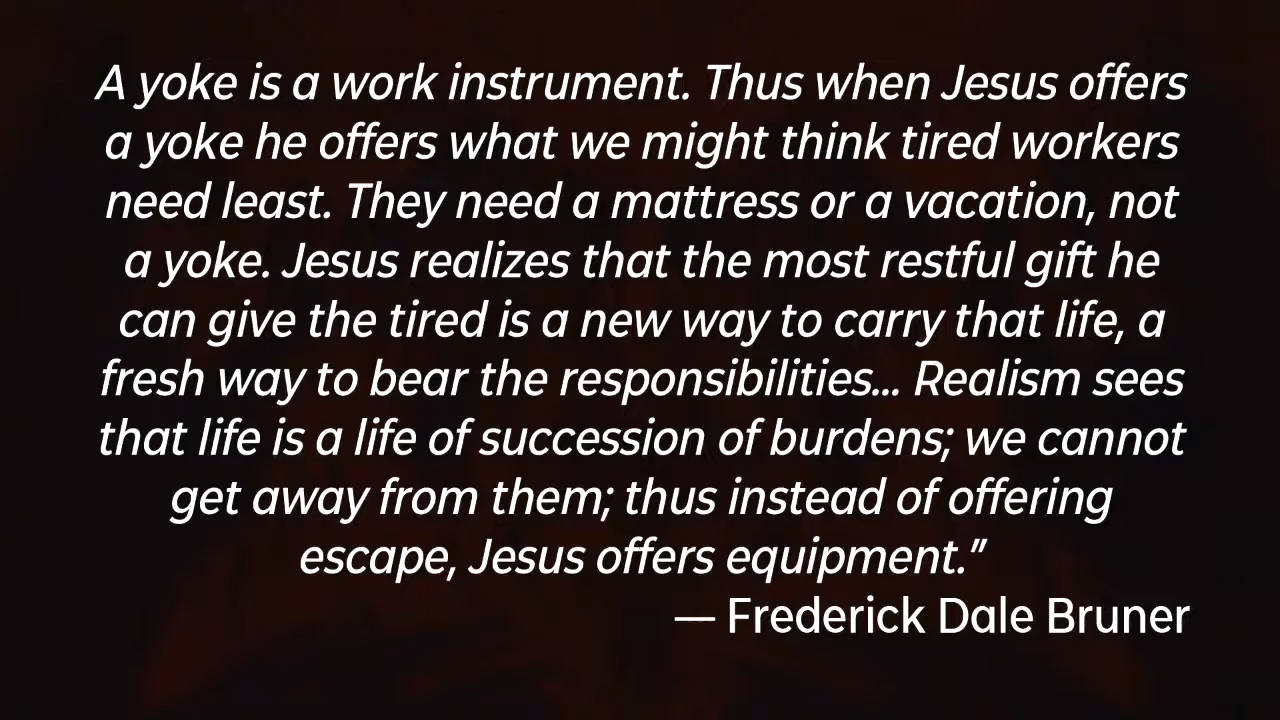 A yoke is a work instrument. Thus when Jesus offers
a yoke he offers what we might think tired workers
need least. They need a mattress or a vacation, not
a yoke. Jesus realizes that the most restful gift he
can give the tired is a new way to carry that life, a
fresh way to bear the responsibilities... Realism sees
that life is a life of succession of burdens; we cannot
get away from them; thus instead of offering
escape, Jesus offers equipment.”
— Frederick Dale Bruner